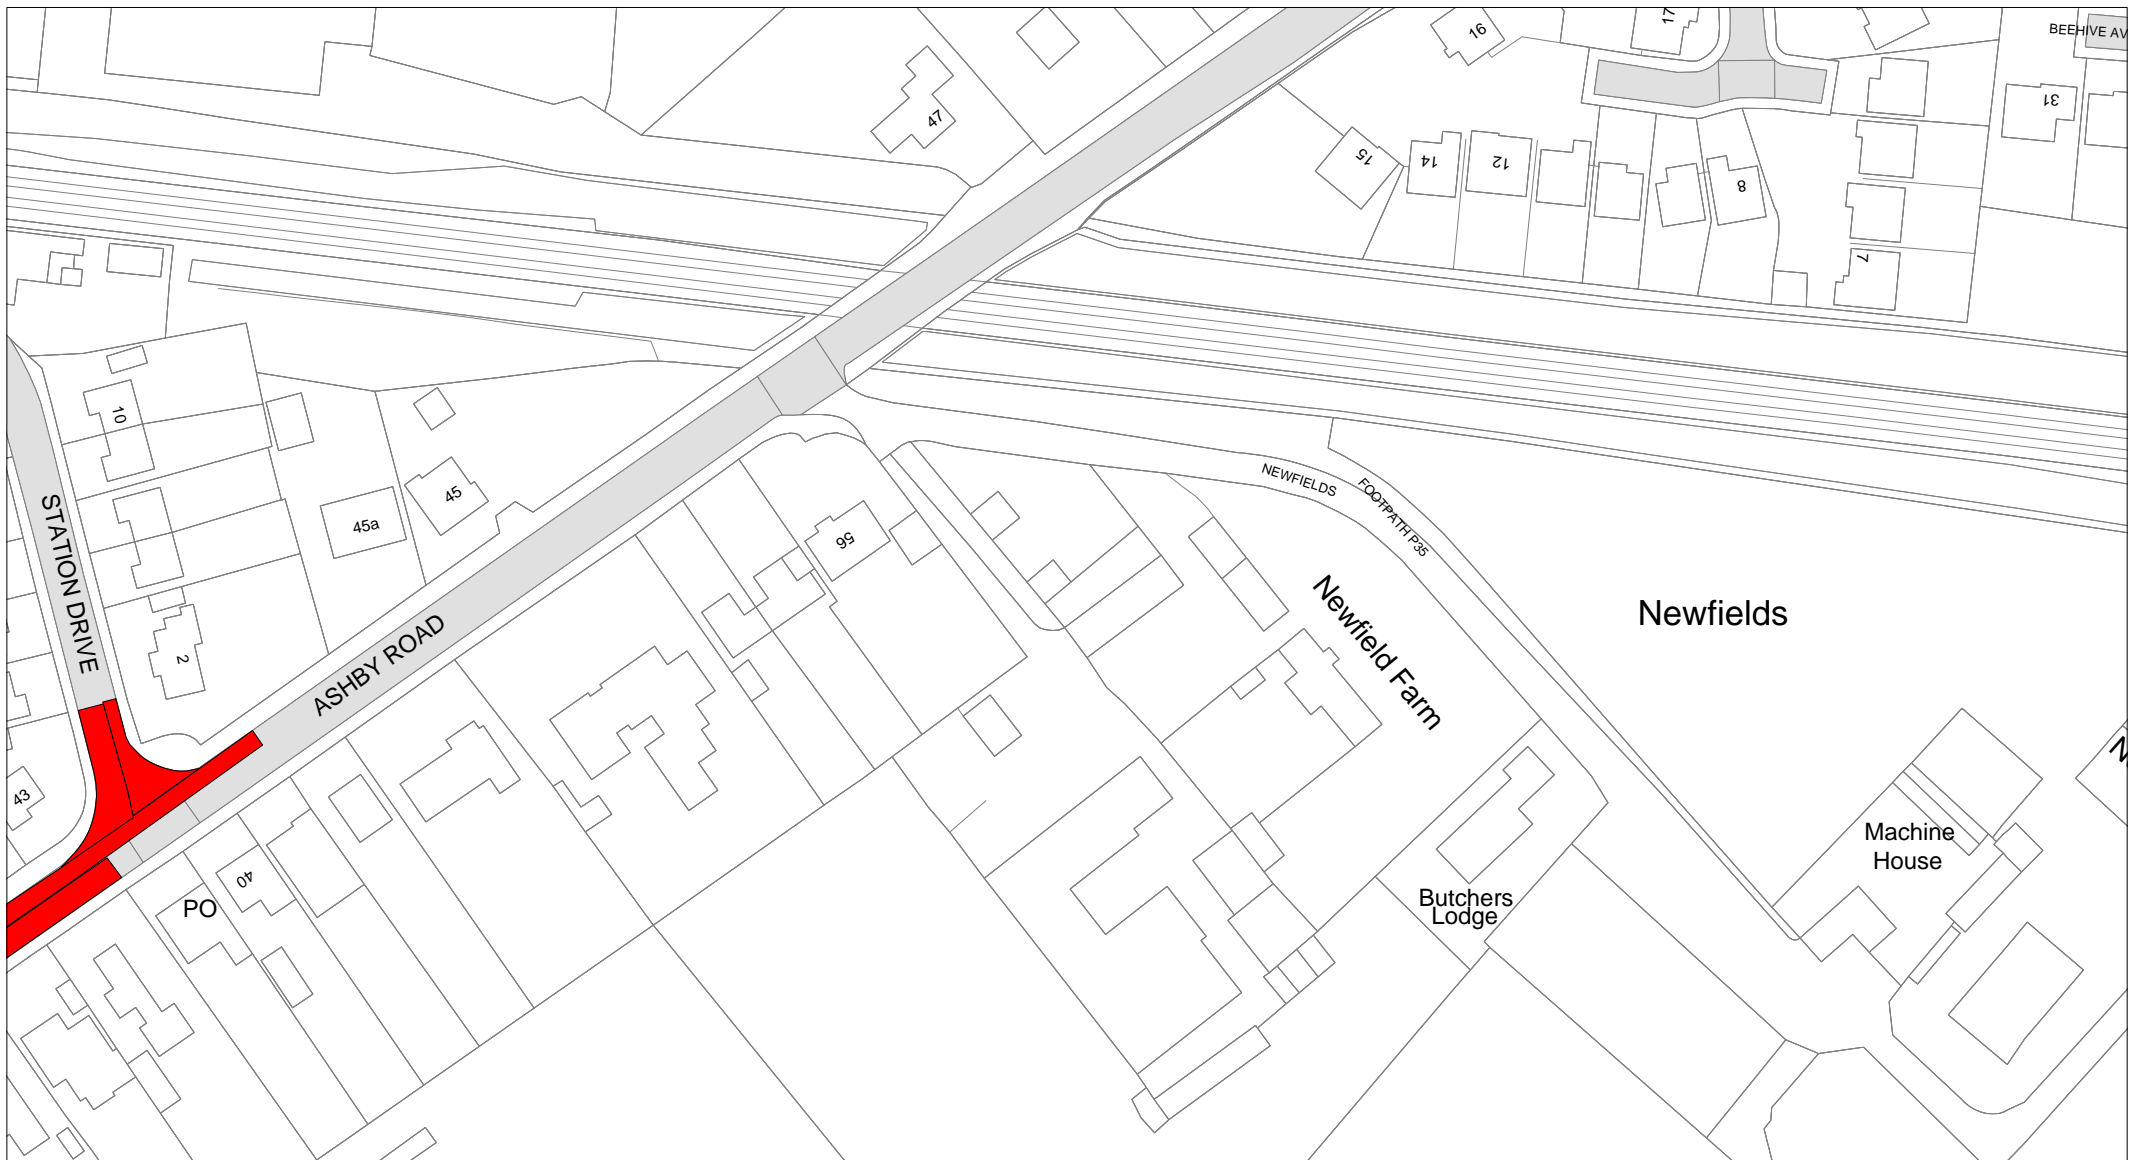 16
17
BEEHIVE AV
31
47
15
14
12
8
7
10
45
45a
STATION DRIVE
2
ASHBY ROAD
56
NEWFIELDS
FOOTPATH P35
Newfield Farm
Newfields
43
40
PO
Machine
House
Butchers
Lodge